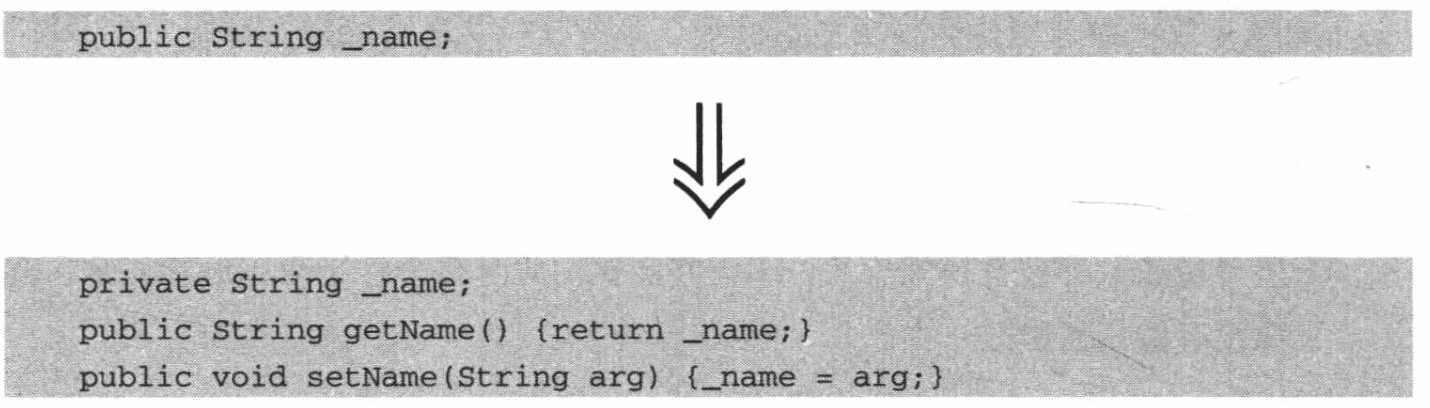 public String _name;
private String _name;
public String getName() {return _name;}
public void setName(String arg) {_name = arg;}